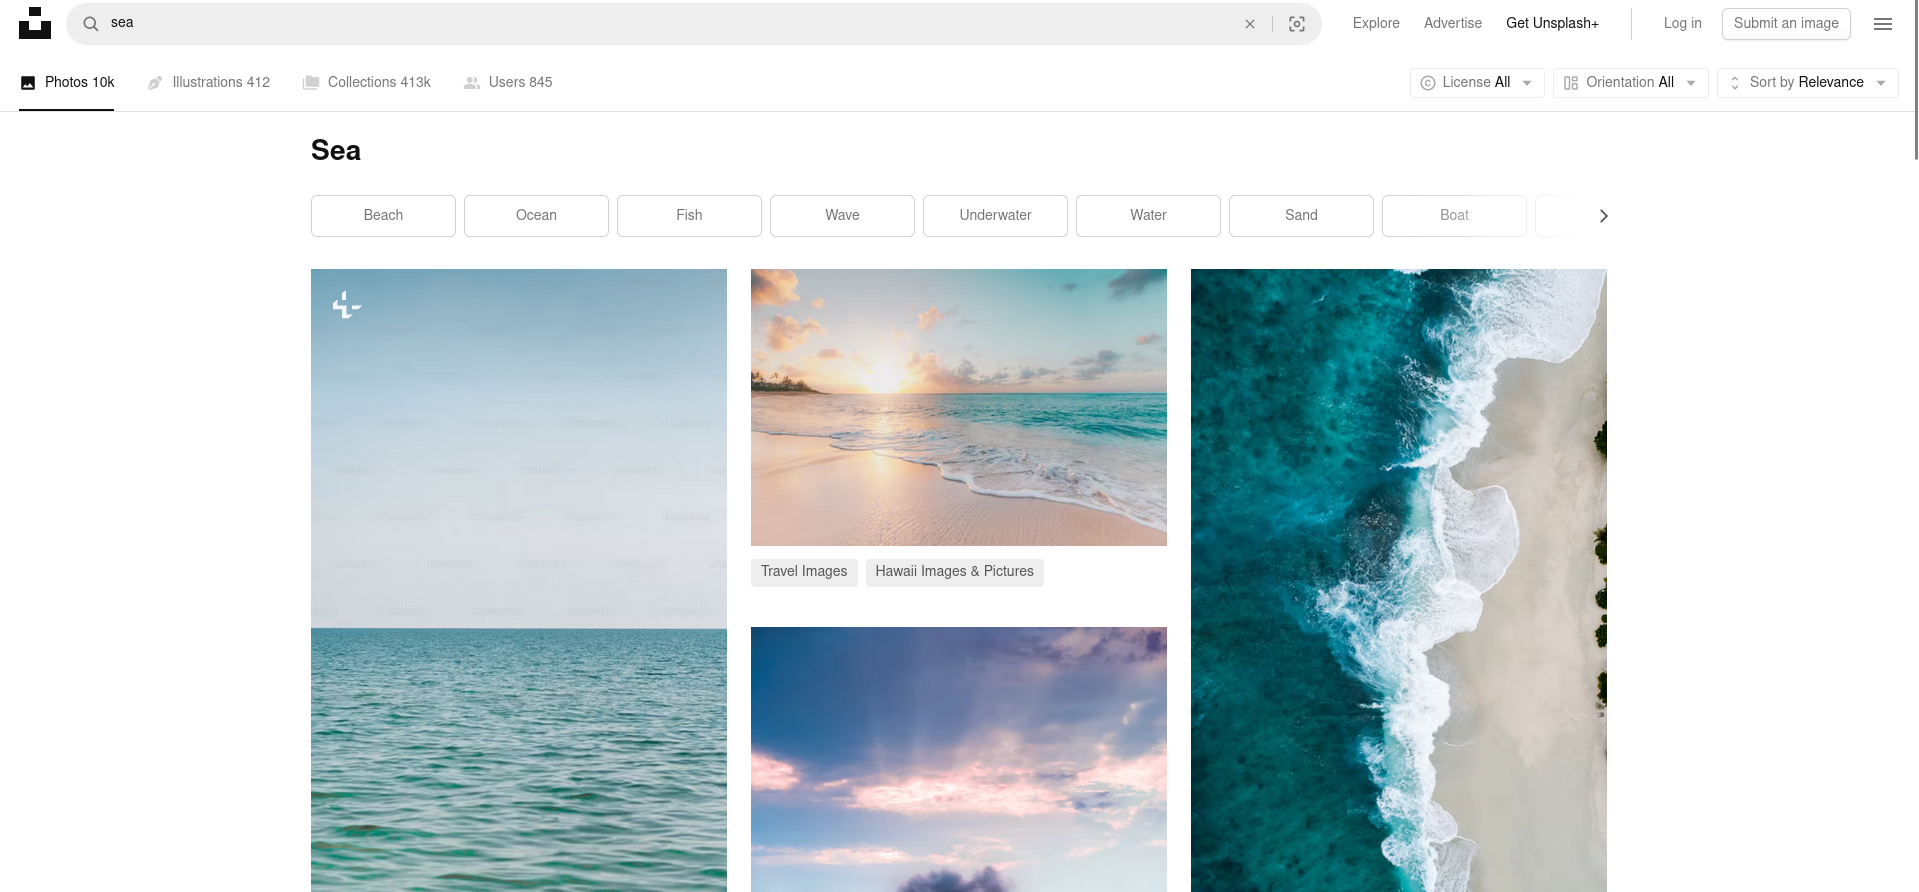 sea
Explore
Advertise
Get Unsplash+
Log in
Submit an image
Photos 10k
Illustrations 412
Collections 413k
Users 845
License All
Orientation All
Sort by Relevance
Sea
Beach
Ocean
Fish
Wave
Underwater
Water
Sand
Boat
Travel Images
Hawaii Images & Pictures